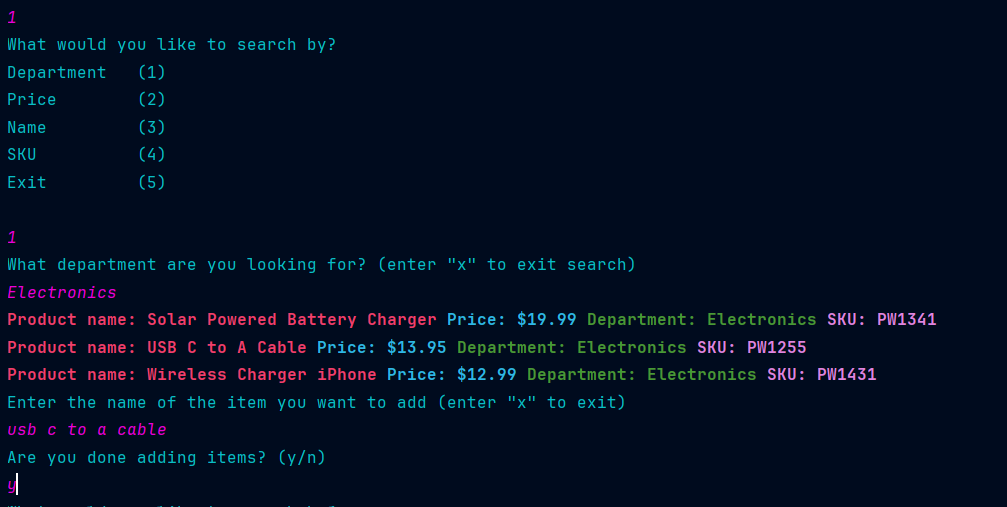 1
What would you like to search by?
Department   (1)
Price        (2)
Name         (3)
SKU          (4)
Exit         (5)
1
What department are you looking for? (enter "x" to exit search)
Electronics
Product name: Solar Powered Battery Charger Price: $19.99 Department: Electronics SKU: PW1341
Product name: USB C to A Cable Price: $13.95 Department: Electronics SKU: PW1255
Product name: Wireless Charger iPhone Price: $12.99 Department: Electronics SKU: PW1431
Enter the name of the item you want to add (enter "x" to exit)
usb c to a cable
Are you done adding items? (y/n)
y